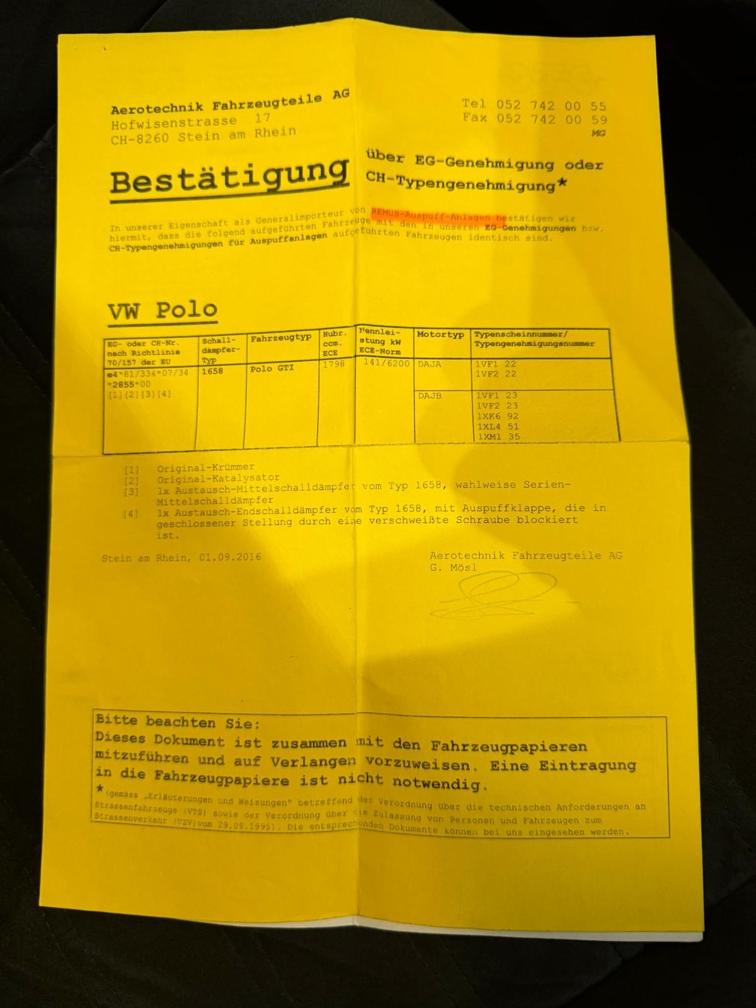 Aerotechnik Fahrzeugteile AG
Hofwisenstrasse 17
CH-8260 Stein am Rhein
Tel 052 742 00 55
Fax 052 742 00 59
MG
Bestätigung über EG-Genehmigung oder
CH-Typengenehmigung*
In unserer Eigenschaft als Generalimporteur von REMUS-Auspuff-Anlagen bestätigen wir
hiermit, dass die folgend aufgeführten Fahrzeuge mit den in unseren EG-Genehmigungen bzw.
CH-Typengenehmigungen für Auspuffanlagen aufgeführten Fahrzeugen identisch sind.
VW Polo
EG- oder CH-Nr. nach Richtlinie 70/157 der EU | Schall-dämpfer-Typ | Fahrzeugtyp | Hubr. ccm. ECE | Nennlei-stung kW ECE-Norm | Motortyp | Typenscheinnummer/ Typengenehmigungsnummer
e4*81/334*07/34 | 1658 | Polo GTI | 1798 | 141/6200 | DAJA | 1VF1 22
*2855*00 | 1VF2 22
[1][2][3][4] | DAJB | 1VF1 23
1VF2 23
1XK6 92
1XL4 51
1XM1 35
[1] Original-Krümmer
[2] Original-Katalysator
[3] 1x Austausch-Mittelschalldämpfer vom Typ 1658, wahlweise Serien-
Mittelschalldämpfer
[4] 1x Austausch-Endschalldämpfer vom Typ 1658, mit Auspuffklappe, die in
geschlossener Stellung durch eine verschweißte Schraube blockiert
ist.
Stein am Rhein, 01.09.2016
Aerotechnik Fahrzeugteile AG
G. Mösl
Bitte beachten Sie:
Dieses Dokument ist zusammen mit den Fahrzeugpapieren
mitzuführen und auf Verlangen vorzuweisen. Eine Eintragung
in die Fahrzeugpapiere ist nicht notwendig.
*(gemäss „Erläuterungen und Weisungen" betreffend der Verordnung über die technischen Anforderungen an
Strassenfahrzeuge (VTS) sowie der Verordnung über die Zulassung von Personen und Fahrzeugen zum
Strassenverkehr (VZV)vom 29.09.1995). Die entsprechenden Dokumente können bei uns eingesehen werden.